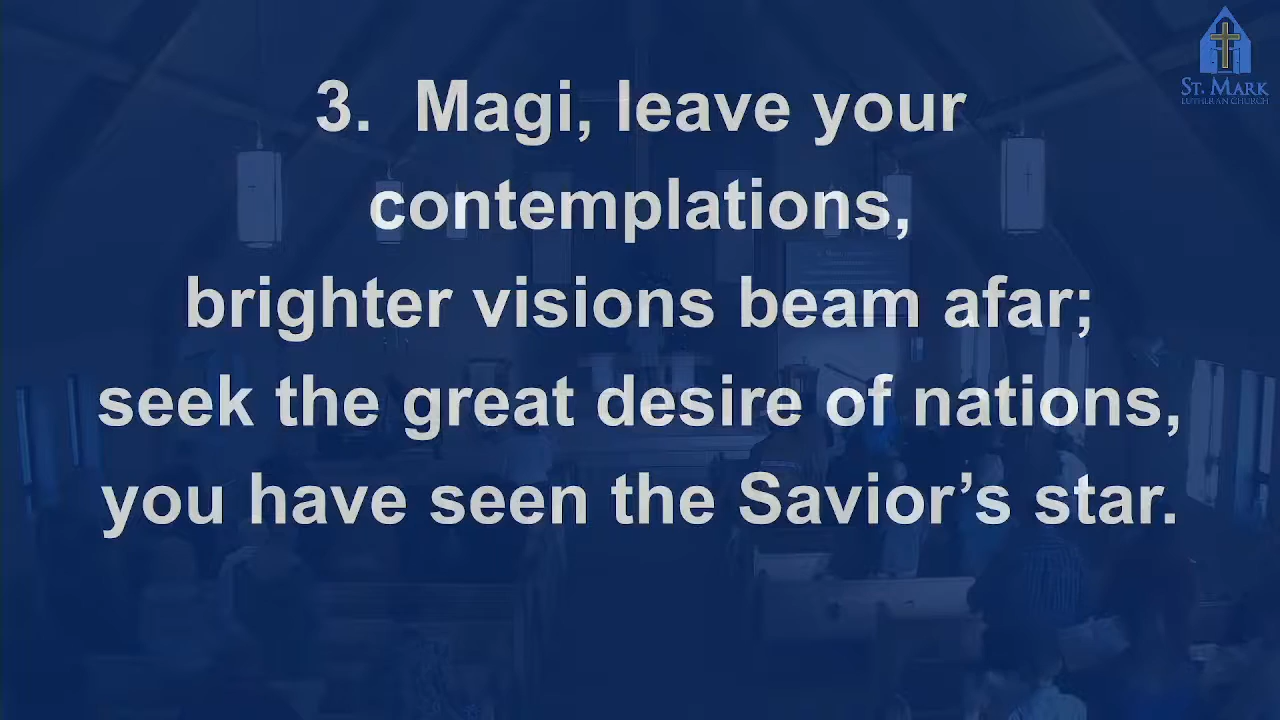 ST. MARK
LUTHERAN CHURCH
3. Magi, leave your
contemplations,
brighter visions beam afar;
seek the great desire of nations,
you have seen the Savior’s star.